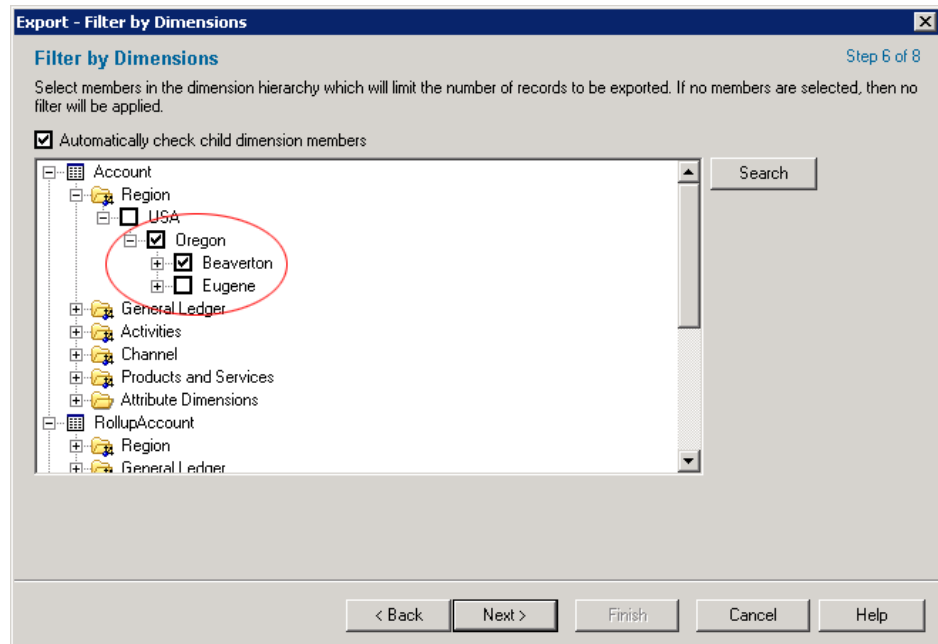 Export - Filter by Dimensions
Filter by Dimensions
Step 6 of 8
Select members in the dimension hierarchy which will limit the number of records to be exported. If no members are selected, then no
filter will be applied.
Automatically check child dimension members
Account
Search
Region
USA
Oregon
Beaverton
Eugene
General Ledger
Activities
Channel
Products and Services
Attribute Dimensions
RollupAccount
Region
General Ledger
< Back
Next >
Finish
Cancel
Help